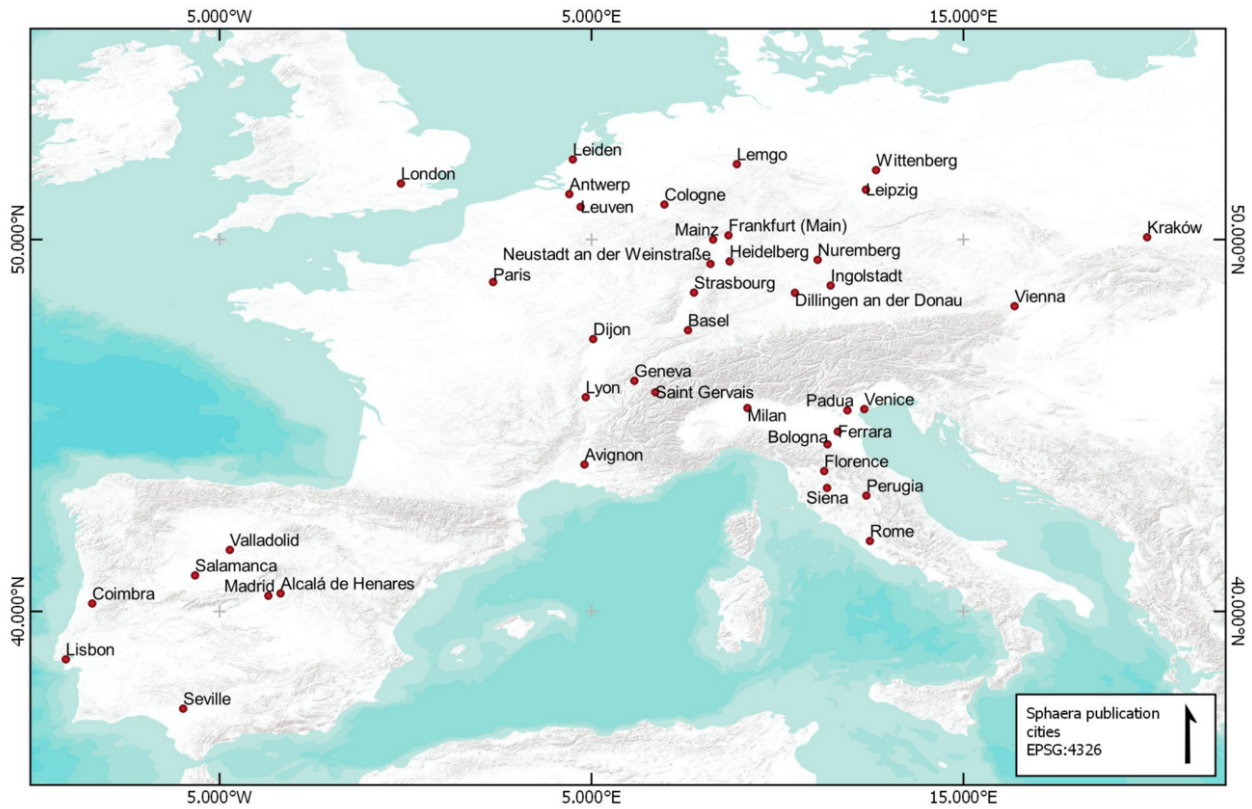 5.000°W
5.000°E
15.000°E
Leiden
Lemgo
Wittenberg
London
Antwerp
Cologne
Leipzig
Leuven
50.000°N
Mainz
Frankfurt (Main)
Kraków
50.000°N
Neustadt an der Weinstraße
Heidelberg
Nuremberg
Paris
Strasbourg
Ingolstadt
Dillingen an der Donau
Vienna
Basel
Dijon
Geneva
Lyon
Saint Gervais
Milan
Padua
Venice
Bologna
Ferrara
Avignon
Florence
Siena
Perugia
Rome
Valladolid
Salamanca
Madrid
Alcalá de Henares
Coimbra
40.000°N
40.000°N
Lisbon
Seville
Sphaera publication
cities
EPSG:4326
5.000°W
5.000°E
15.000°E